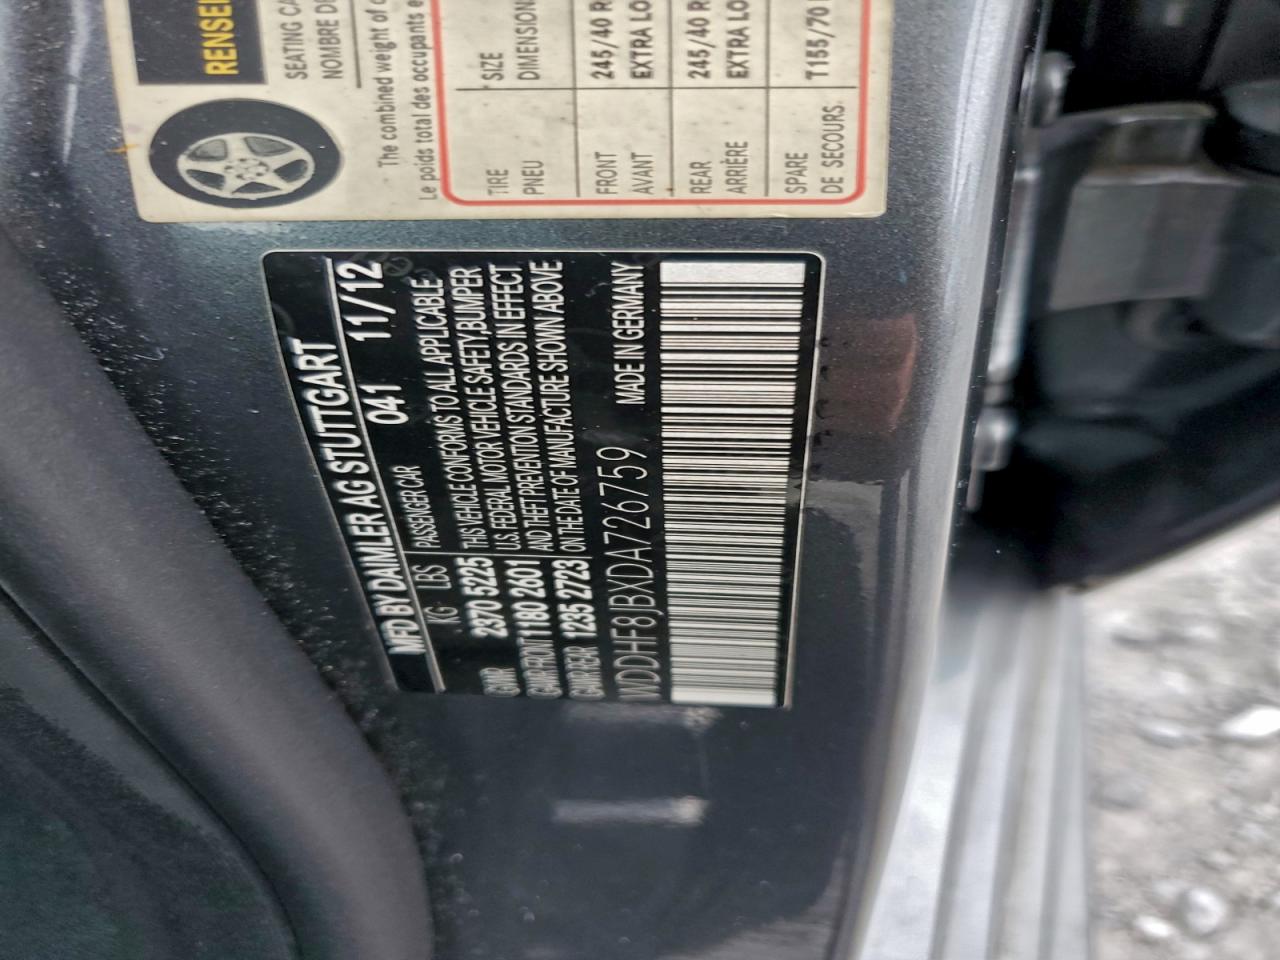 RENSEI
SEATING CA
NOMBRE DE
The combined weight of
Le poids total des occupants e
TIRE SIZE
PNEU DIMENSION
FRONT 245/40 R
AVANT EXTRA LO
REAR 245/40 R
ARRIÈRE EXTRA LO
SPARE T155/70
DE SECOURS
MFD BY DAIMLER AG STUTTGART
041 11/12
KG LBS PASSENGER CAR
GVWR 2370 5225 THIS VEHICLE CONFORMS TO ALL APPLICABLE
GAWR FRONT 1180 2601 U.S. FEDERAL MOTOR VEHICLE SAFETY,BUMPER
GAWR REAR 1235 2723 AND THEFT PREVENTION STANDARDS IN EFFECT
ON THE DATE OF MANUFACTURE SHOWN ABOVE
WDDHF8JBXDA726759 MADE IN GERMANY